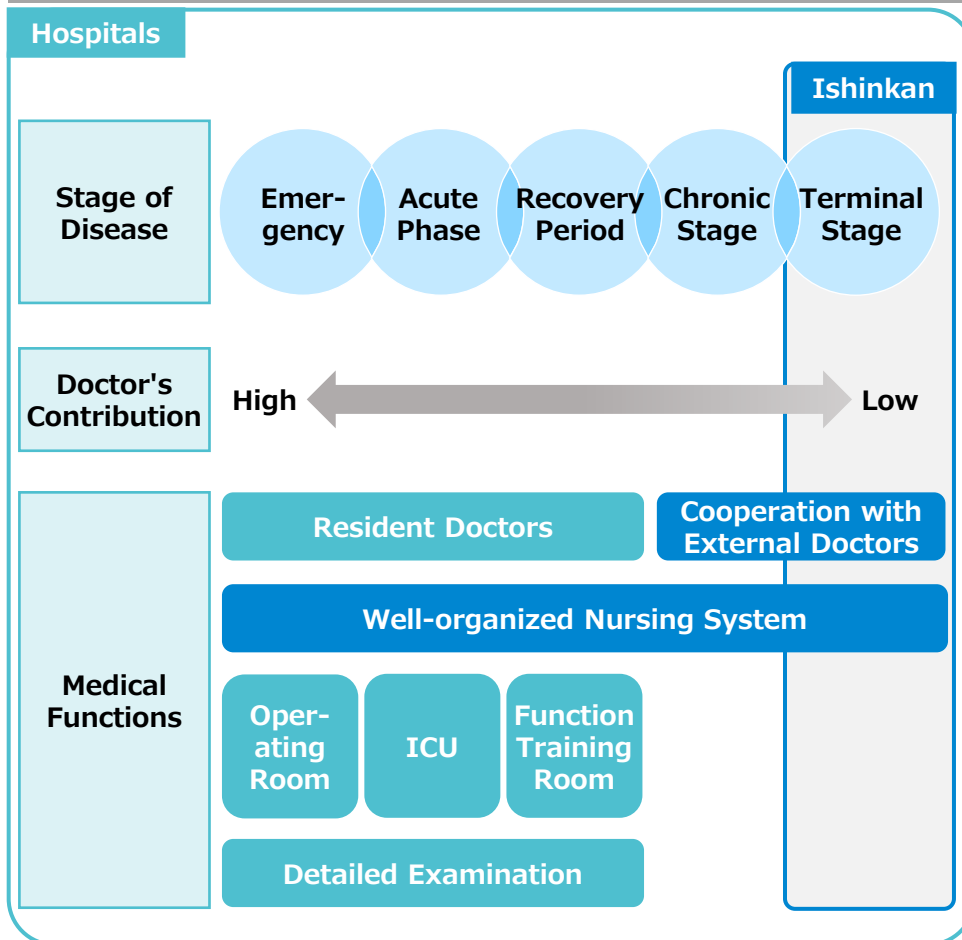 Hospitals
Ishinkan
Stage of
Disease
Emer-
gency
Acute
Phase
Recovery
Period
Chronic
Stage
Terminal
Stage
Doctor's
Contribution
High
Low
Medical
Functions
Resident Doctors
Cooperation with
External Doctors
Well-organized Nursing System
Oper-
ating
Room
ICU
Function
Training
Room
Detailed Examination